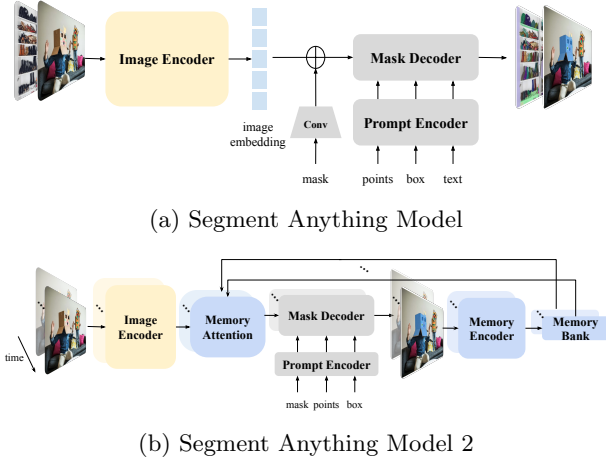 Image Encoder
Mask Decoder
Conv
Prompt Encoder
image
embedding
mask
points
box
text
(a) Segment Anything Model
Image
Encoder
Memory
Attention
Mask Decoder
Memory
Encoder
Memory
Bank
time
Prompt Encoder
mask
points
box
(b) Segment Anything Model 2